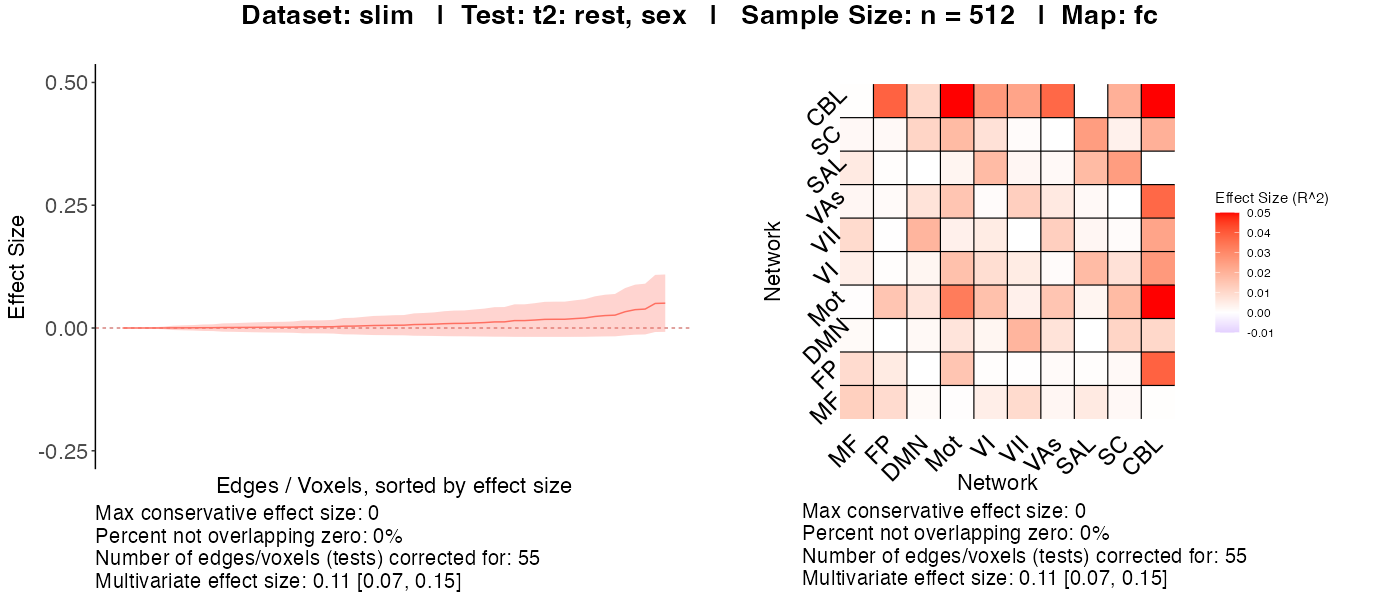 Dataset: slim | Test: t2: rest, sex | Sample Size: n = 512 | Map: fc
0.50
0.25
0.00
-0.25
Effect Size
Edges / Voxels, sorted by effect size
Max conservative effect size: 0
Percent not overlapping zero: 0%
Number of edges/voxels (tests) corrected for: 55
Multivariate effect size: 0.11 [0.07, 0.15]
Network
CBL
SC
SAL
VAs
VII
VI
Mot
DMN
FP
MF
MF FP DMN Mot VI VII VAs SAL SC CBL
Network
Effect Size (R^2)
0.05
0.04
0.03
0.02
0.01
0.00
-0.01
Max conservative effect size: 0
Percent not overlapping zero: 0%
Number of edges/voxels (tests) corrected for: 55
Multivariate effect size: 0.11 [0.07, 0.15]